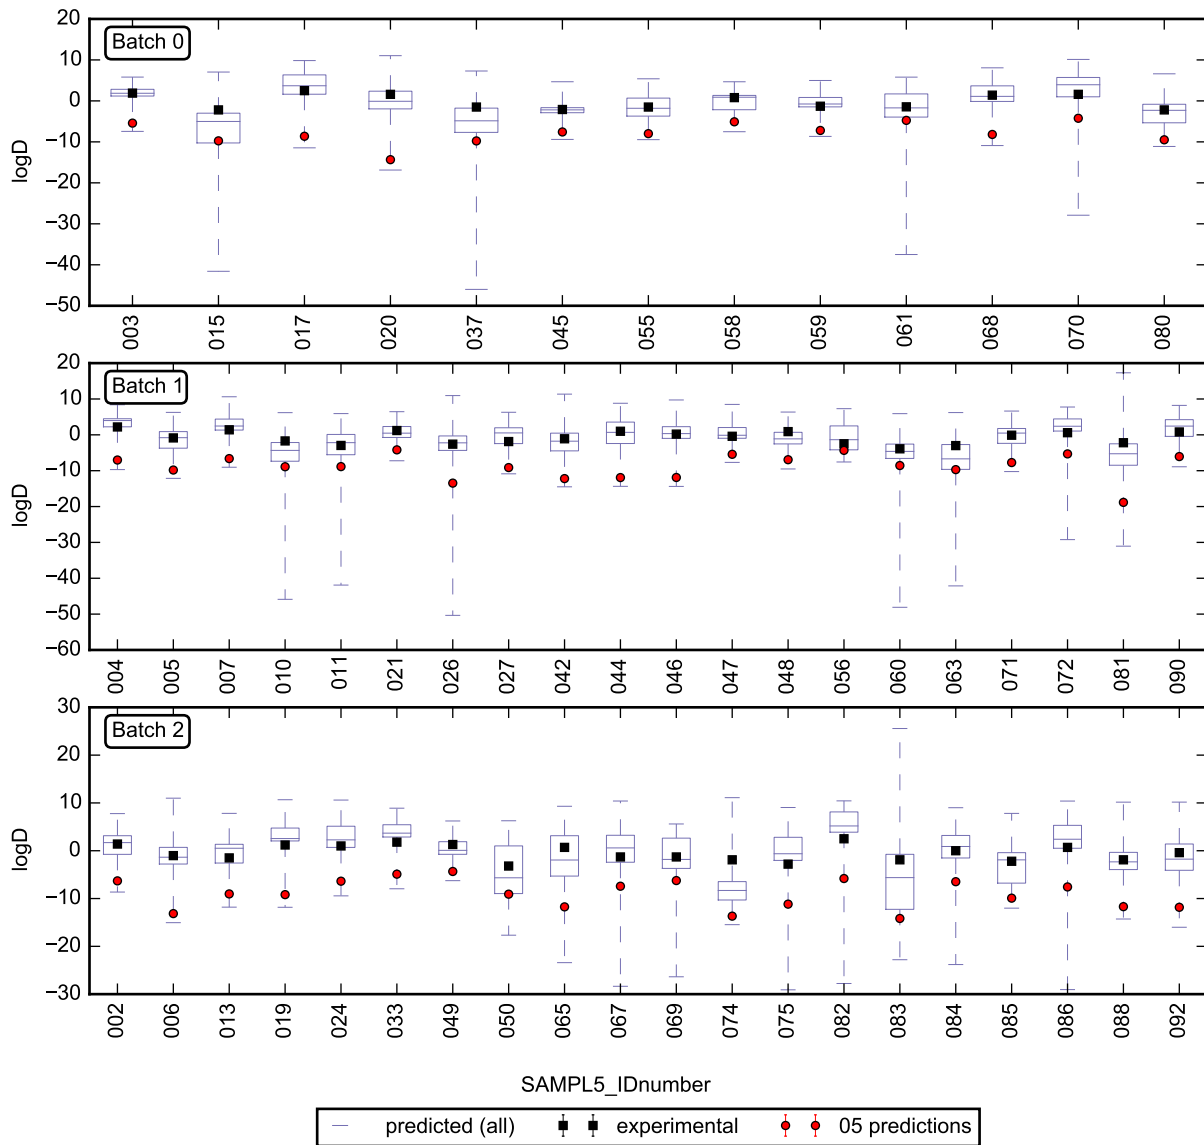 20
Batch 0
10
0
−10
−20
−30
−40
−50
logD
003 015 017 020 037 045 055 058 059 061 068 070 080
20
Batch 1
10
0
−10
−20
−30
−40
−50
−60
logD
004 005 007 010 011 021 026 027 042 044 046 047 048 056 060 063 071 072 081 090
30
Batch 2
20
10
0
−10
−20
−30
logD
002 006 013 019 024 033 049 050 065 067 069 074 075 082 083 084 085 086 088 092
SAMPL5_IDnumber
predicted (all) experimental 05 predictions